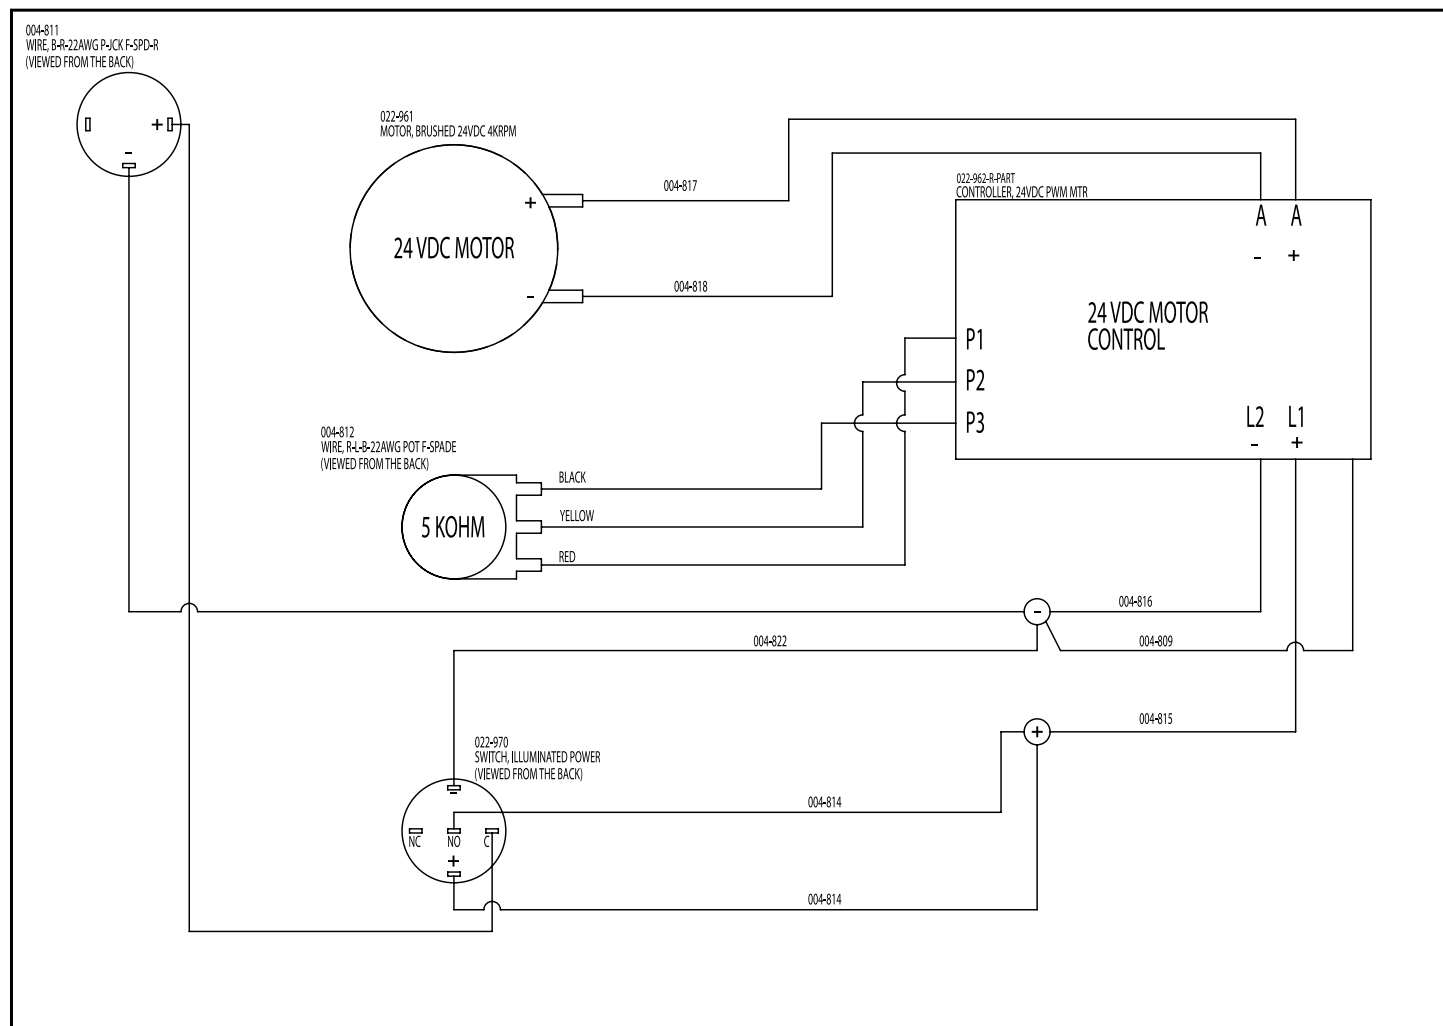 004-811
WIRE, B-R-22AWG P-JCK F-SPD-R
(VIEWED FROM THE BACK)
+
-
022-961
MOTOR, BRUSHED 24VDC 4KRPM
+
24 VDC MOTOR
-
004-817
004-818
022-962-R-PART
CONTROLLER, 24VDC PWM MTR
A A
- +
24 VDC MOTOR
CONTROL
P1
P2
P3
L2 L1
- +
004-812
WIRE, R-L-B-22AWG POT F-SPADE
(VIEWED FROM THE BACK)
5 KOHM
BLACK
YELLOW
RED
-
004-816
004-822
004-809
+
004-815
022-970
SWITCH, ILLUMINATED POWER
(VIEWED FROM THE BACK)
-
NC NO C
+
004-814
004-814